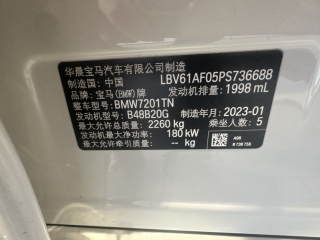 华晨宝马汽车有限公司制造
制造国：中国
LBV61AF05PS736688
品牌：宝马(BMW)牌
发动机排量：1998 mL
整车型号：BMW7201TN
发动机型号：B48B20G
制造年月：2023-01
最大允许总质量：2260 kg
乘坐人数：5
发动机最大净功率：180 kW
最大允许牵引质量：-- kg